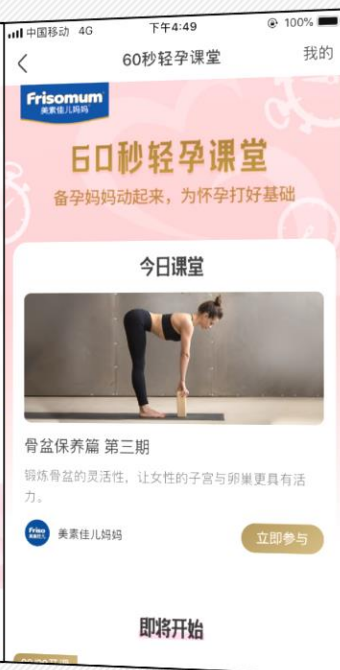 中国移动 4G 下午4:49 100%
60秒轻孕课堂 我的
Frisomum
美素佳儿妈妈
60秒轻孕课堂
备孕妈妈动起来，为怀孕打好基础
今日课堂
骨盆保养篇 第三期
锻炼骨盆的灵活性，让女性的子宫与卵巢更具有活
力。
Friso
美素佳儿妈妈
立即参与
即将开始